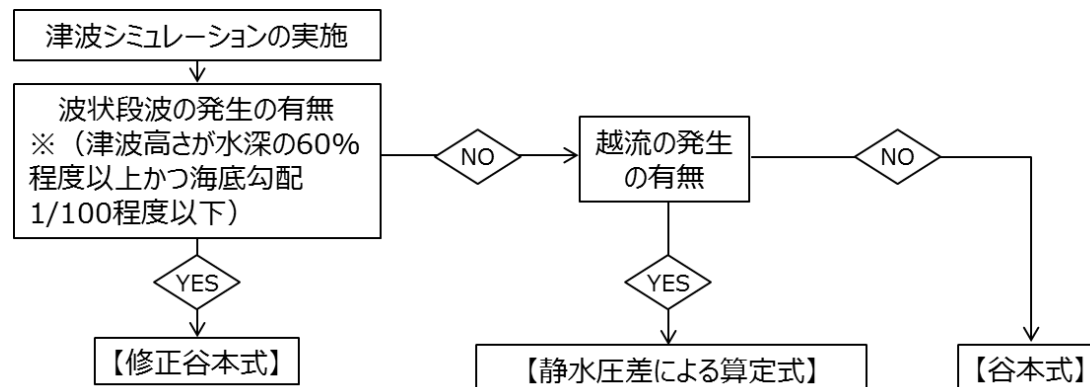 津波シミュレーションの実施
波状段波の発生の有無
※（津波高さが水深の60%
程度以上かつ海底勾配
1/100程度以下）
NO
越流の発生
の有無
NO
YES
YES
【修正谷本式】
【静水圧差による算定式】
【谷本式】